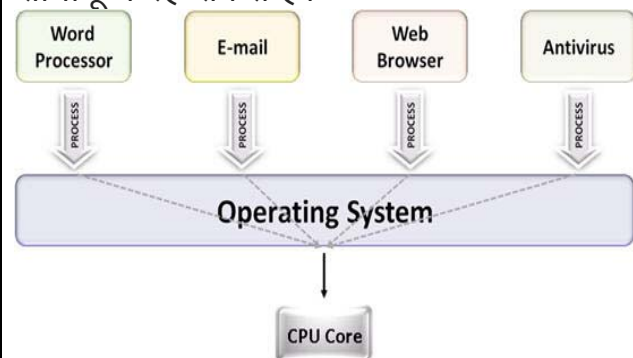 Word
Processor
E-mail
Web
Browser
Antivirus
PROCESS
PROCESS
PROCESS
PROCESS
Operating System
CPU Core